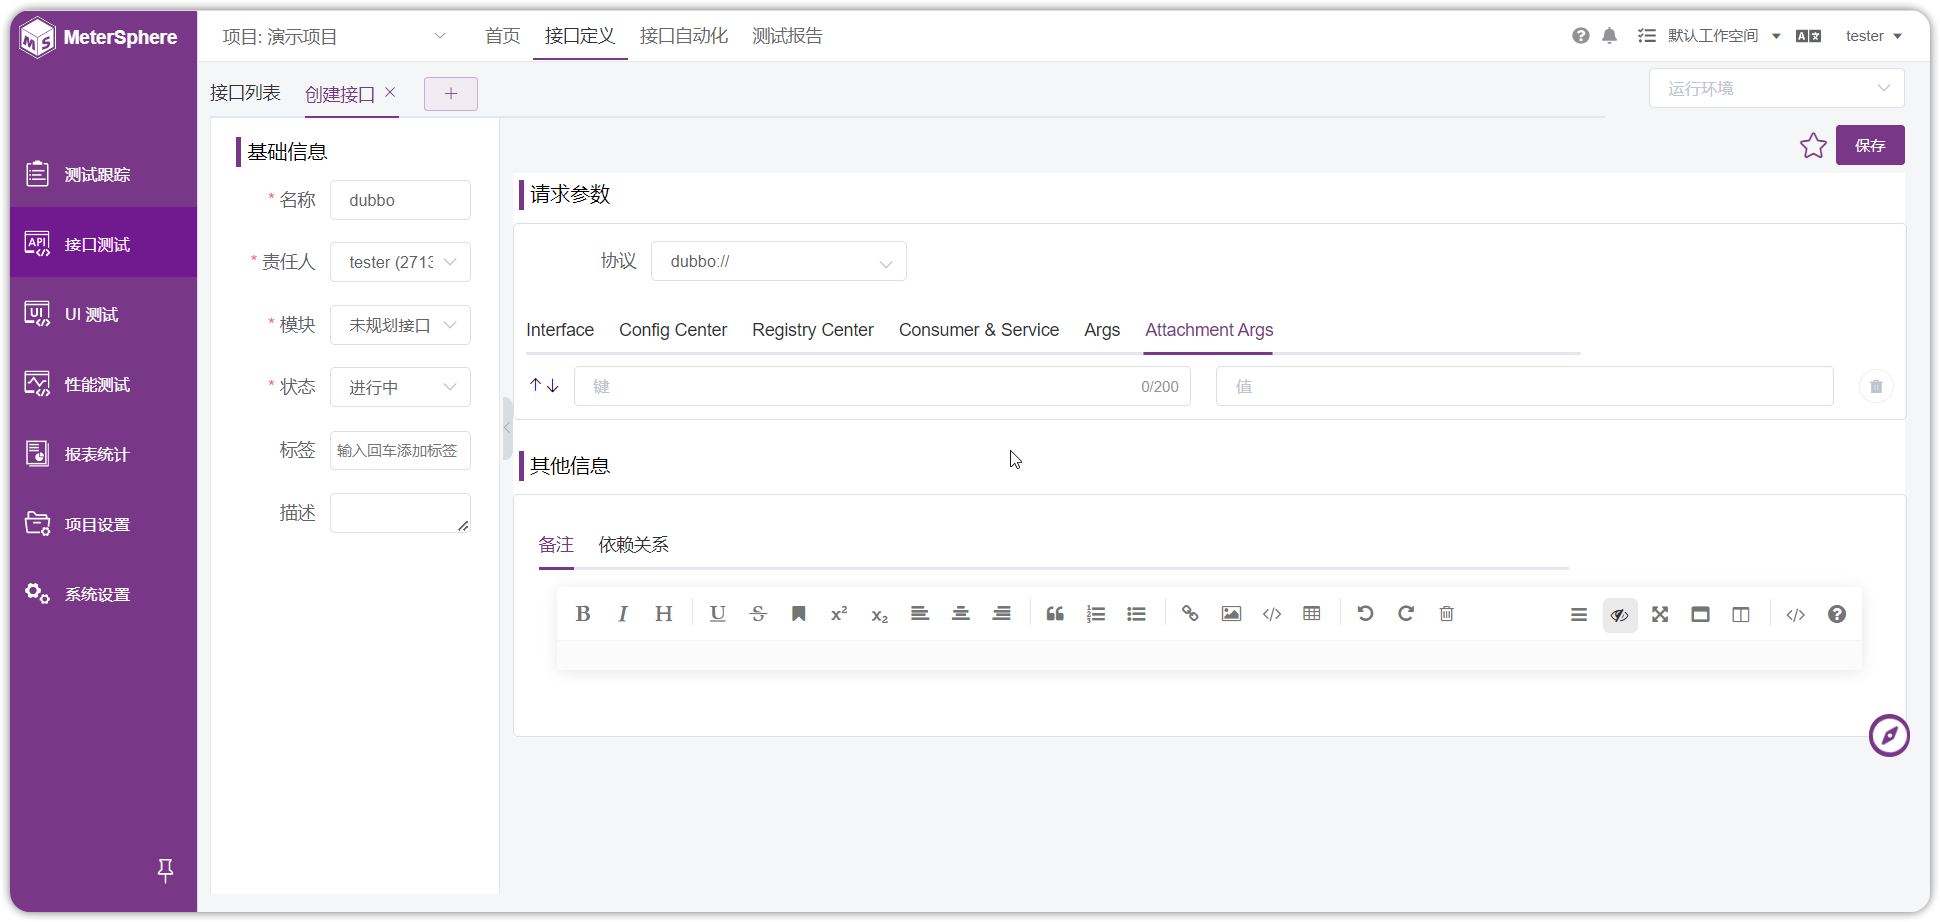 MeterSphere
项目: 演示项目
首页
接口定义
接口自动化
测试报告
默认工作空间
tester
接口列表
创建接口
+
运行环境
保存
测试跟踪
接口测试
UI 测试
性能测试
报表统计
项目设置
系统设置
基础信息
* 名称 dubbo
* 责任人 tester (2713
* 模块 未规划接口
* 状态 进行中
标签 输入回车添加标签
描述
请求参数
协议 dubbo://
Interface Config Center Registry Center Consumer & Service Args Attachment Args
键 0/200 值
其他信息
备注 依赖关系